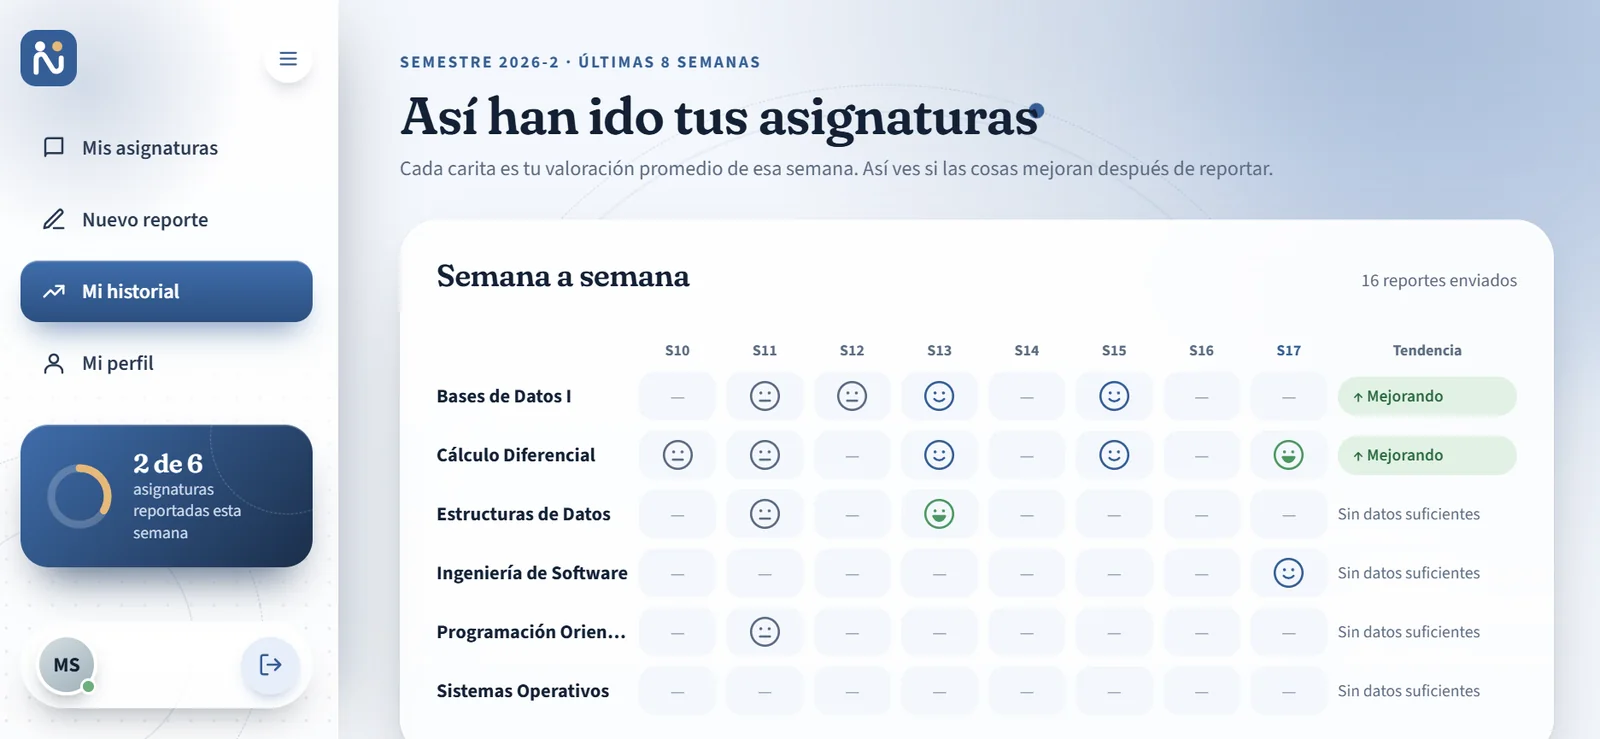 SEMESTRE 2026-2 · ÚLTIMAS 8 SEMANAS
Así han ido tus asignaturas
Cada carita es tu valoración promedio de esa semana. Así ves si las cosas mejoran después de reportar.
Mis asignaturas
Nuevo reporte
Mi historial
Mi perfil
2 de 6
asignaturas
reportadas esta
semana
MS
Semana a semana
16 reportes enviados
S10 S11 S12 S13 S14 S15 S16 S17 Tendencia
Bases de Datos I — — — — ↑ Mejorando
Cálculo Diferencial — — — ↑ Mejorando
Estructuras de Datos — — — — — — Sin datos suficientes
Ingeniería de Software — — — — — — — Sin datos suficientes
Programación Orien... — — — — — — — Sin datos suficientes
Sistemas Operativos — — — — — — — — Sin datos suficientes